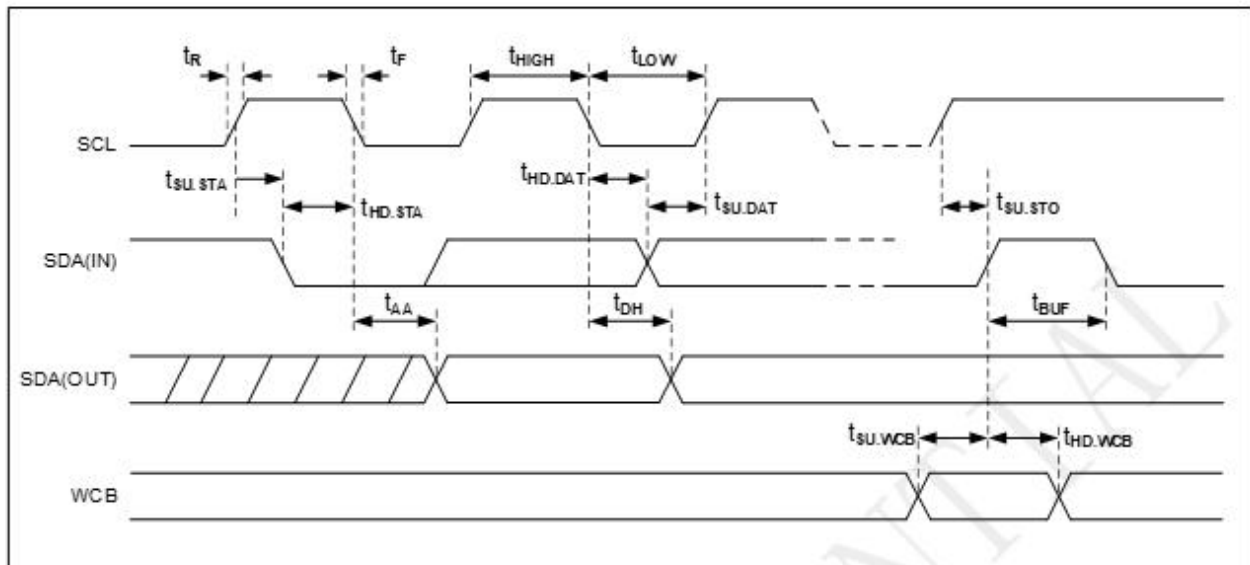 tR
tF
tHIGH
tLOW
SCL
tSU.STA
tHD.STA
tHD.DAT
tSU.DAT
tSU.STO
SDA(IN)
tAA
tDH
tBUF
SDA(OUT)
tSU.WCB
tHD.WCB
WCB
NTIAL